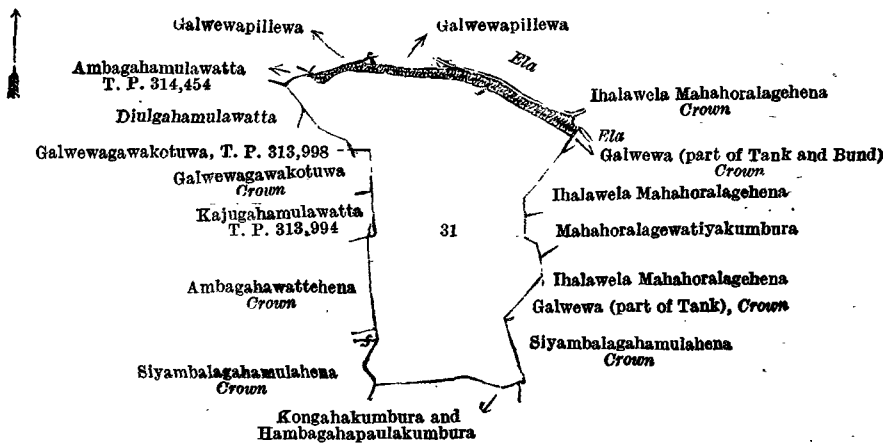 Galwewapillewa
Galwewapillewa
Ela
Ambagahamulawatta
T. P. 314,454
Ihalawela Mahahoralagehena
Crown
Diulgahamulawatta
Ela
Galwewagawakotuwa, T. P. 313,998
Galwewa (part of Tank and Bund)
Crown
Galwewagawakotuwa
Crown
Ihalawela Mahahoralagehena
Kajugahamulawatta
T. P. 313,994
31
Mahahoralagewatiyakumbura
Ambagahawattehena
Crown
Ihalawela Mahahoralagehena
Galwewa (part of Tank), Crown
Siyambalagahamulahena
Crown
Siyambalagahamulahena
Crown
Kongahakumbura and
Hambagahapaulakumbura